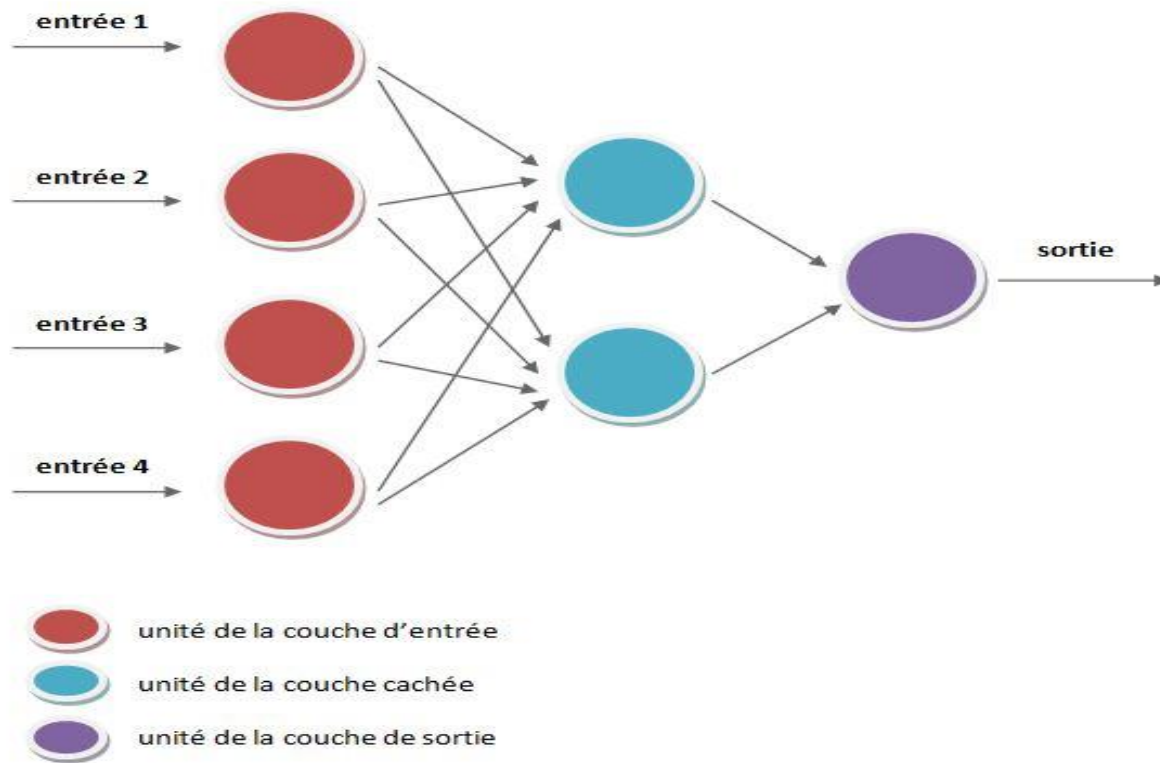 entrée 1
entrée 2
entrée 3
entrée 4
sortie
unité de la couche d’entrée
unité de la couche cachée
unité de la couche de sortie